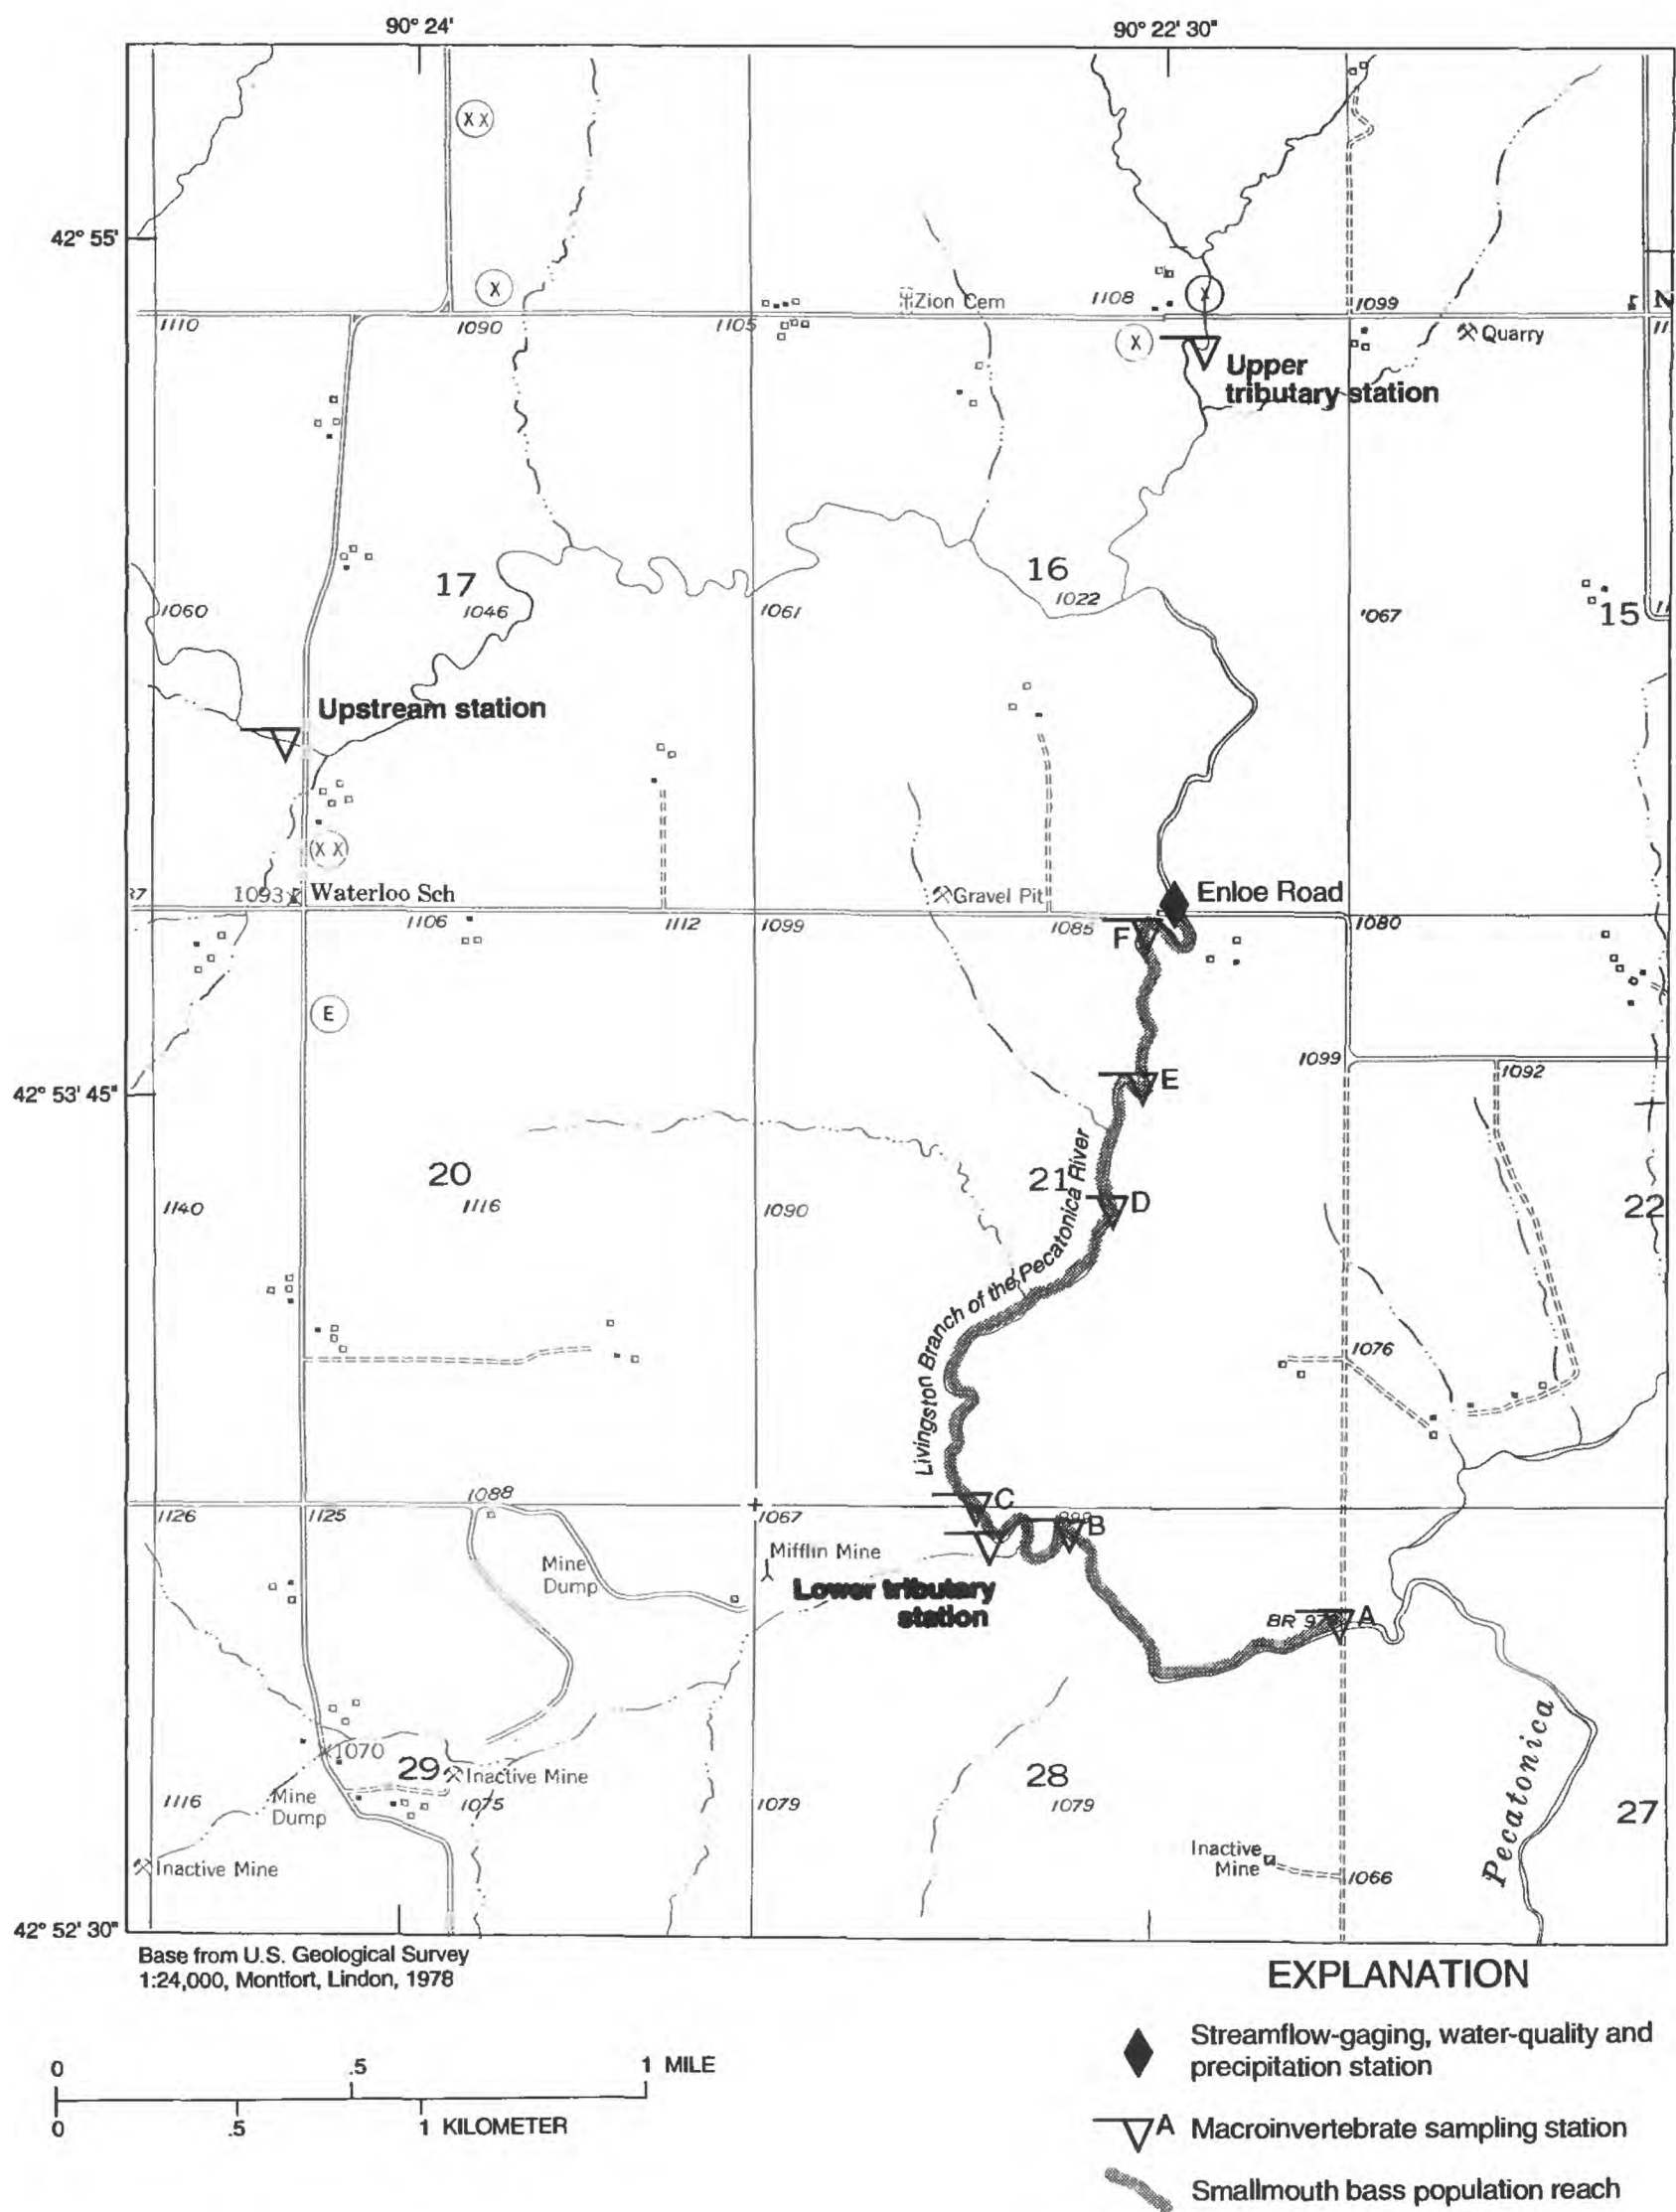 90° 24'
90° 22' 30"
X X
42° 55'
X
Zion Cem
1108
X
1099
N
1110
1090
1105
Quarry
X
Upper
tributary station
17
1046
16
1022
1060
1061
1067
15
Upstream station
X X
1093
Waterloo Sch
Gravel Pit
Enloe Road
1106
1112
1099
1085
F
1080
E
1099
1092
42° 53' 45"
E
20
1116
21
D
1140
1090
22
Livingston Branch of the Pecatonica River
1076
1088
C
1126
1125
1067
B
Mifflin Mine
Mine
Dump
Lower tributary
station
BR
A
1070
29
Inactive Mine
28
Pecatonica
1116
Mine
Dump
1075
1079
1079
27
Inactive Mine
Inactive
Mine
1066
42° 52' 30"
Base from U.S. Geological Survey
1:24,000, Montfort, Lindon, 1978
EXPLANATION
Streamflow-gaging, water-quality and
precipitation station
0 .5 1 MILE
0 .5 1 KILOMETER
A Macroinvertebrate sampling station
Smallmouth bass population reach